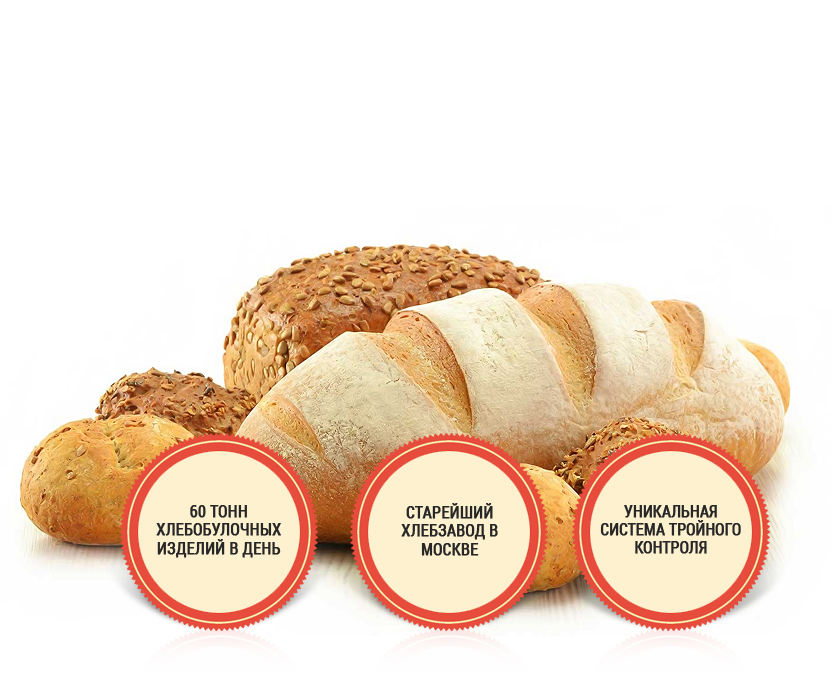 60 ТОНН
ХЛЕБОБУЛОЧНЫХ
ИЗДЕЛИЙ В ДЕНЬ
СТАРЕЙШИЙ
ХЛЕБЗАВОД В
МОСКВЕ
УНИКАЛЬНАЯ
СИСТЕМА ТРОЙНОГО
КОНТРОЛЯ